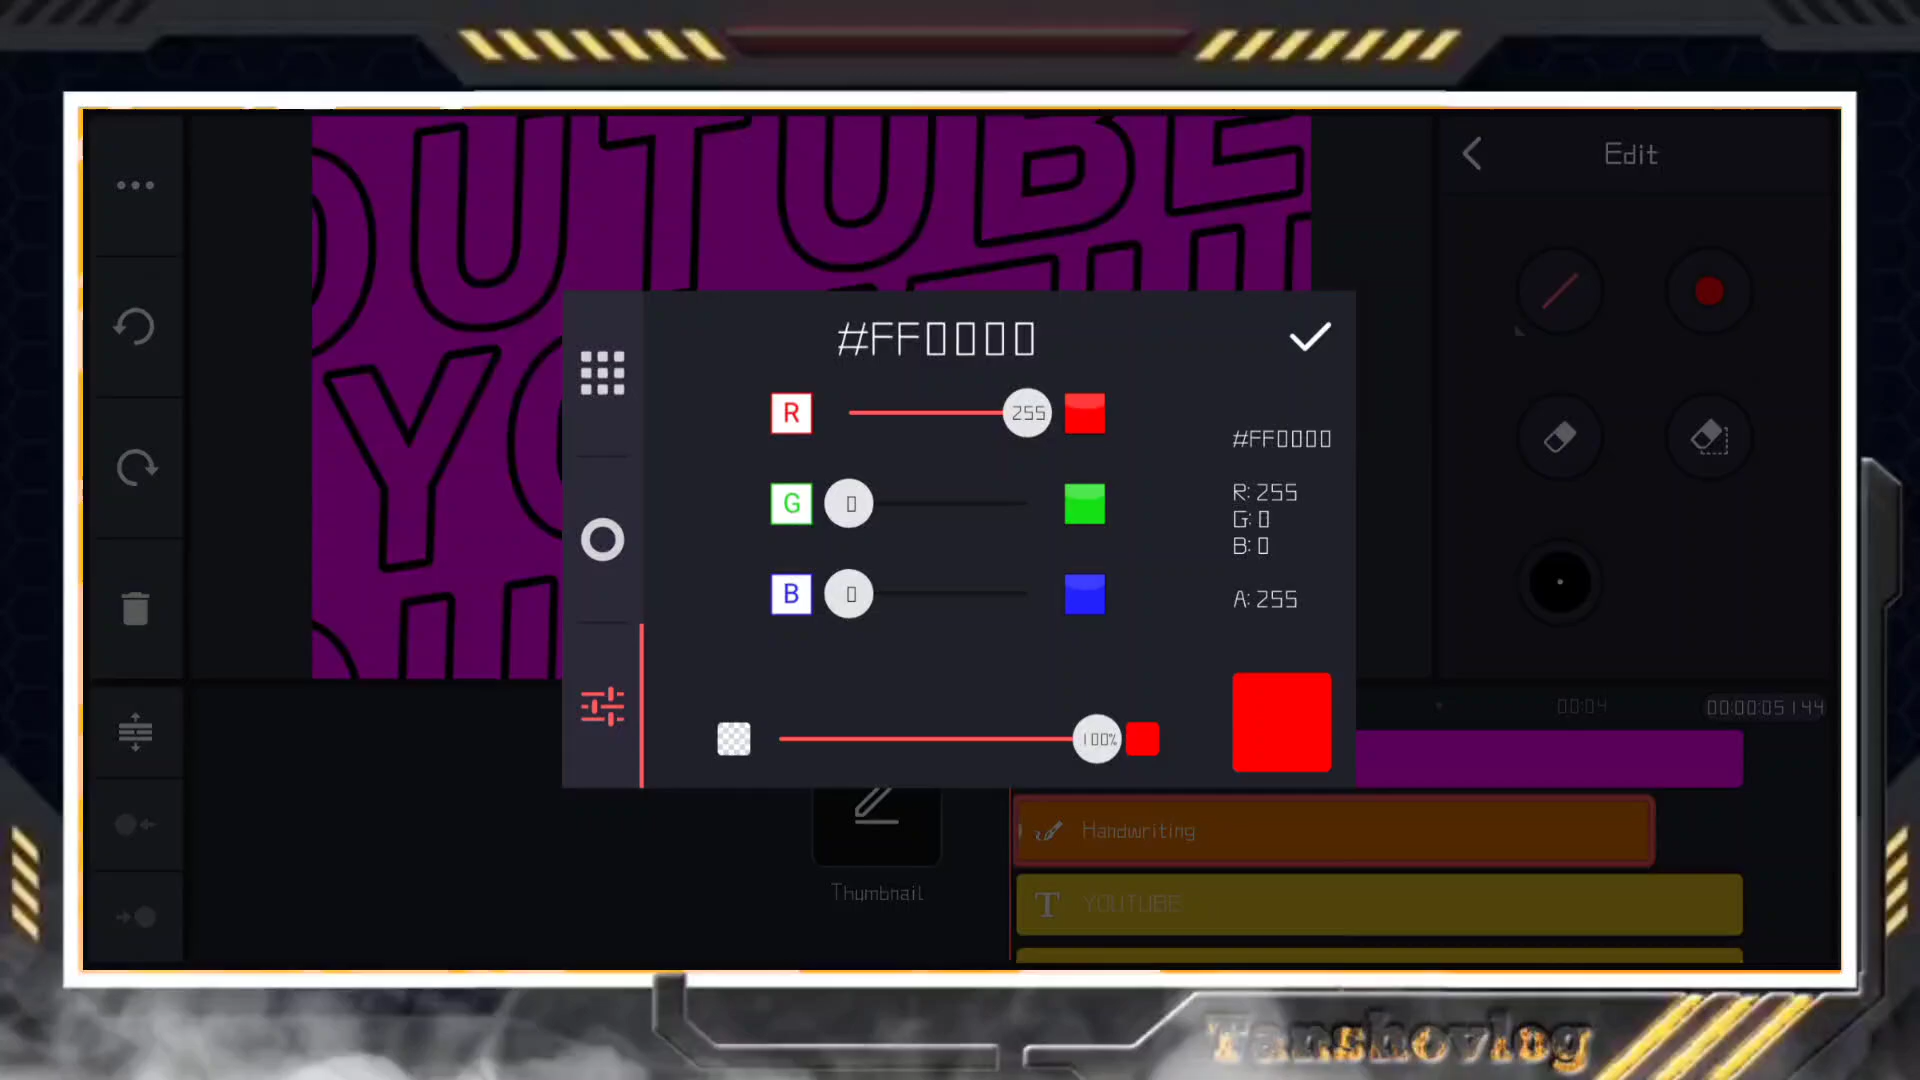 OUTUBE
YO
Edit
#FF0000
R 255
#FF0000
G 0
R: 255
G: 0
B: 0
B 0
A: 255
100%
00:04
00:00:05 144
Handwriting
Thumbnail
T YOUTUBE
Tanshovlog